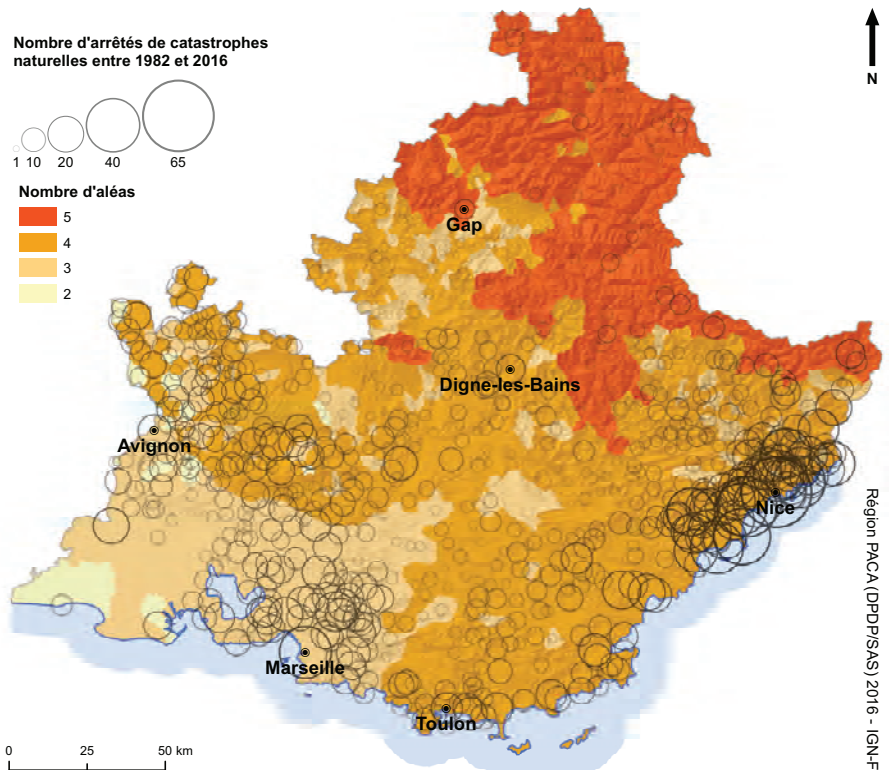 Nombre d'arrêtés de catastrophes
naturelles entre 1982 et 2016
1 10 20 40 65
Nombre d'aléas
5
4
3
2
N
Gap
Digne-les-Bains
Avignon
Nice
Marseille
Toulon
0 25 50 km
Région PACA (DPDP/SAS) 2016 - IGN-F